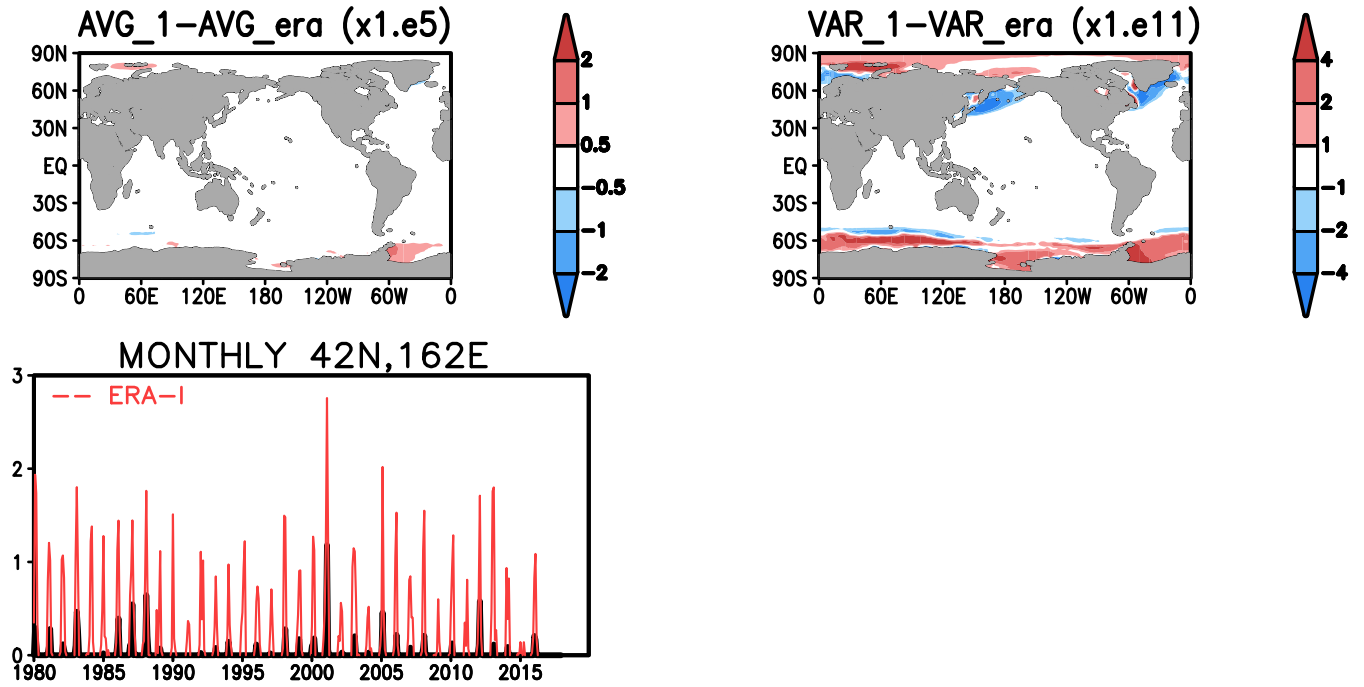 AVG_1−AVG_era (x1.e5)
90N
60N
30N
EQ
30S
60S
90S
0 60E 120E 180 120W 60W 0
2
1
0.5
−0.5
−1
−2
VAR_1−VAR_era (x1.e11)
90N
60N
30N
EQ
30S
60S
90S
0 60E 120E 180 120W 60W 0
4
2
1
−1
−2
−4
MONTHLY 42N,162E
ERA−I
3
2
1
0
1980 1985 1990 1995 2000 2005 2010 2015